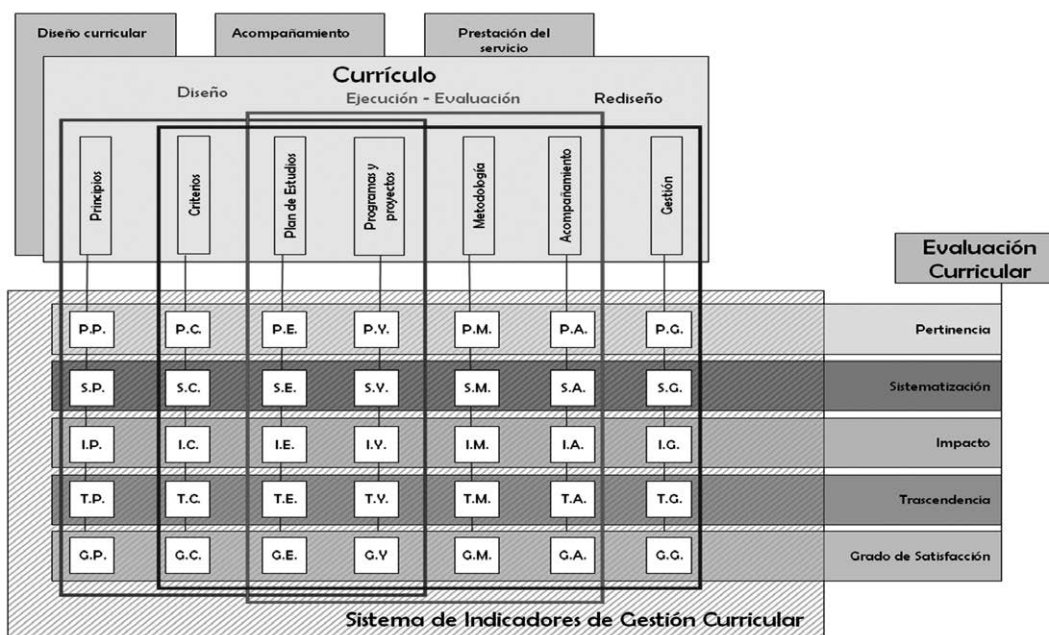 Diseño curricular
Acompañamiento
Prestación del
servicio
Currículo
Diseño
Ejecución - Evaluación
Rediseño
Principios
Criterios
Plan de Estudios
Programas y
proyectos
Metodología
Acompañamiento
Gestión
Evaluación
Curricular
P.P. P.C. P.E. P.Y. P.M. P.A. P.G. Pertinencia
S.P. S.C. S.E. S.Y. S.M. S.A. S.G. Sistematización
I.P. I.C. I.E. I.Y. I.M. I.A. I.G. Impacto
T.P. T.C. T.E. T.Y. T.M. T.A. T.G. Trascendencia
G.P. G.C. G.E. G.Y G.M. G.A. G.G. Grado de Satisfacción
Sistema de Indicadores de Gestión Curricular